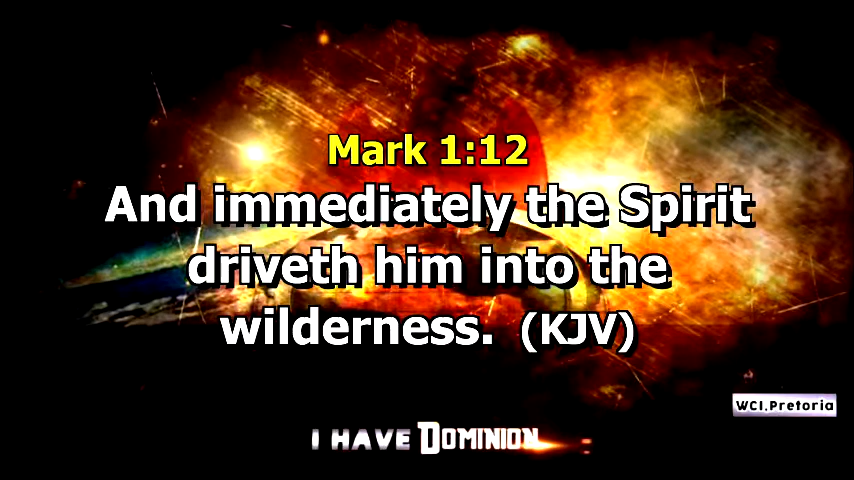 Mark 1:12
And immediately the Spirit
driveth him into the
wilderness. (KJV)
WCI.Pretoria
I HAVE DOMINION